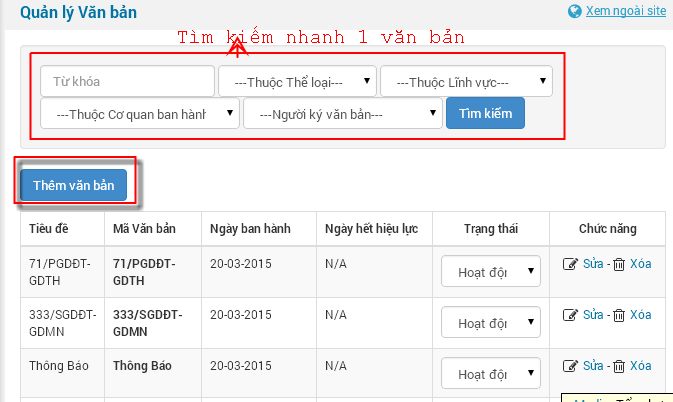 Quản lý Văn bản
Xem ngoài site
Tìm kiếm nhanh 1 văn bản
Từ khóa
---Thuộc Thể loại---
---Thuộc Lĩnh vực---
---Thuộc Cơ quan ban hành
---Người ký văn bản---
Tìm kiếm
Thêm văn bản
Tiêu đề Mã Văn bản Ngày ban hành Ngày hết hiệu lực Trạng thái Chức năng
71/PGDĐT-GDTH 71/PGDĐT-GDTH 20-03-2015 N/A Hoạt độn Sửa - Xóa
333/SGDĐT-GDMN 333/SGDĐT-GDMN 20-03-2015 N/A Hoạt độn Sửa - Xóa
Thông Báo Thông Báo 20-03-2015 N/A Hoạt độn Sửa - Xóa